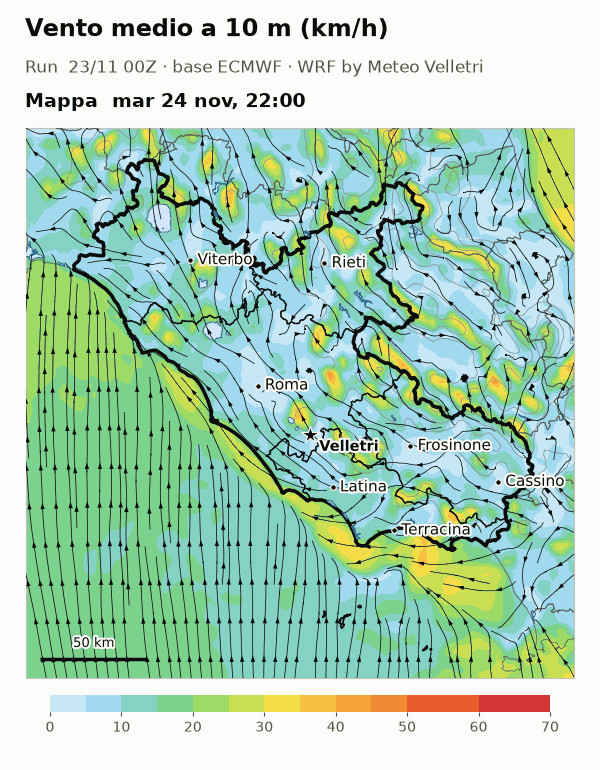 Vento medio a 10 m (km/h)
Run 23/11 00Z · base ECMWF · WRF by Meteo Velletri
Mappa mar 24 nov, 22:00
Viterbo
Rieti
Roma
Velletri
Frosinone
Latina
Cassino
Terracina
50 km
0 10 20 30 40 50 60 70